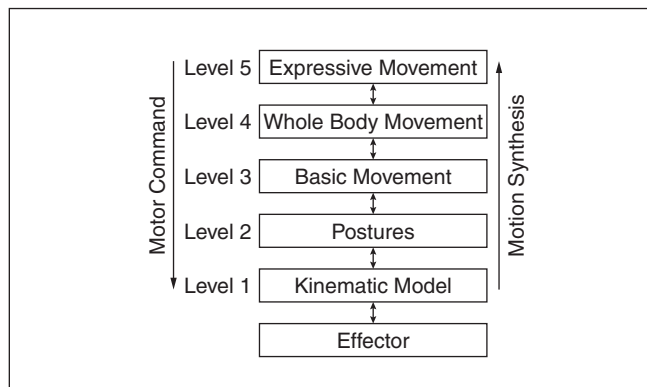 Level 5 Expressive Movement
Level 4 Whole Body Movement
Level 3 Basic Movement
Level 2 Postures
Level 1 Kinematic Model
Effector
Motor Command
Motion Synthesis